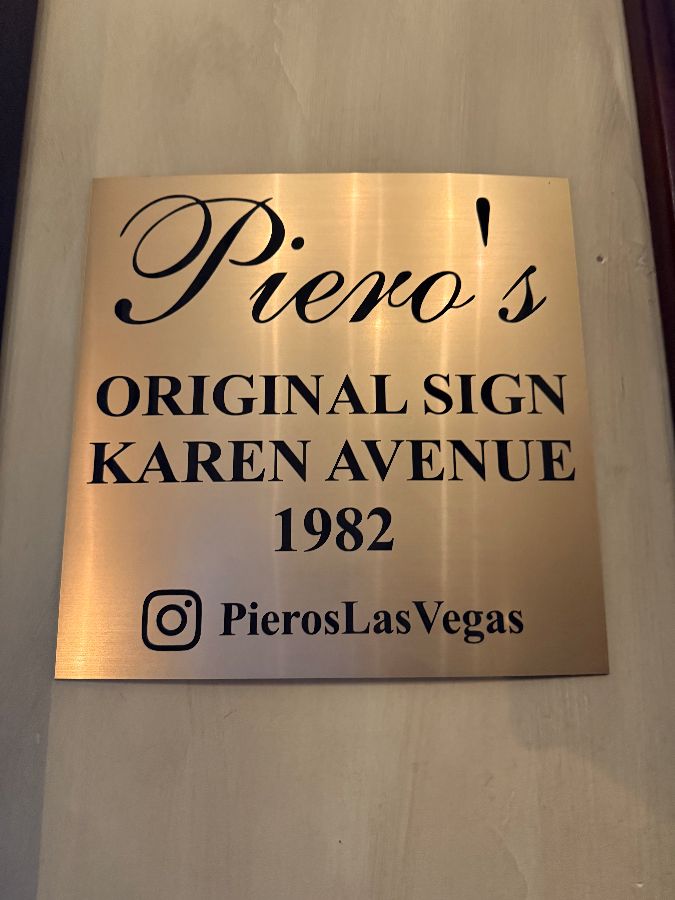 Piero's
ORIGINAL SIGN
KAREN AVENUE
1982
PierosLasVegas